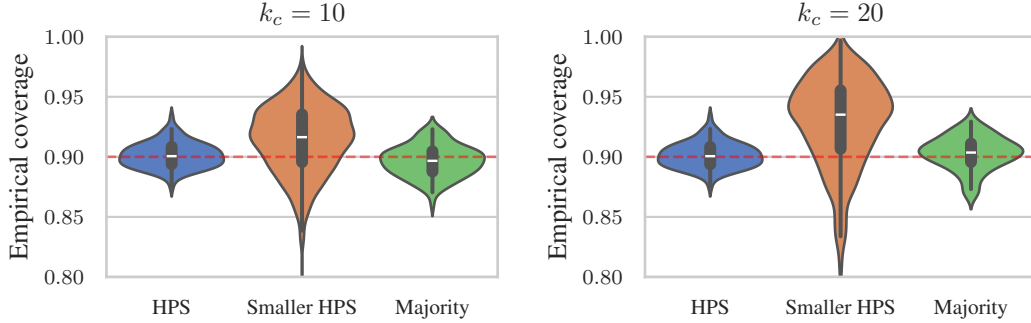 k_c = 10
Empirical coverage
1.00
0.95
0.90
0.85
0.80
HPS Smaller HPS Majority
k_c = 20
Empirical coverage
1.00
0.95
0.90
0.85
0.80
HPS Smaller HPS Majority